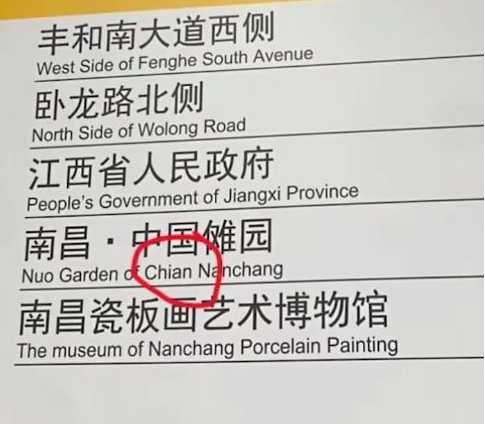 丰和南大道西侧
West Side of Fenghe South Avenue
卧龙路北侧
North Side of Wolong Road
江西省人民政府
People's Government of Jiangxi Province
南昌·中国傩园
Nuo Garden of Chian Nanchang
南昌瓷板画艺术博物馆
The museum of Nanchang Porcelain Painting